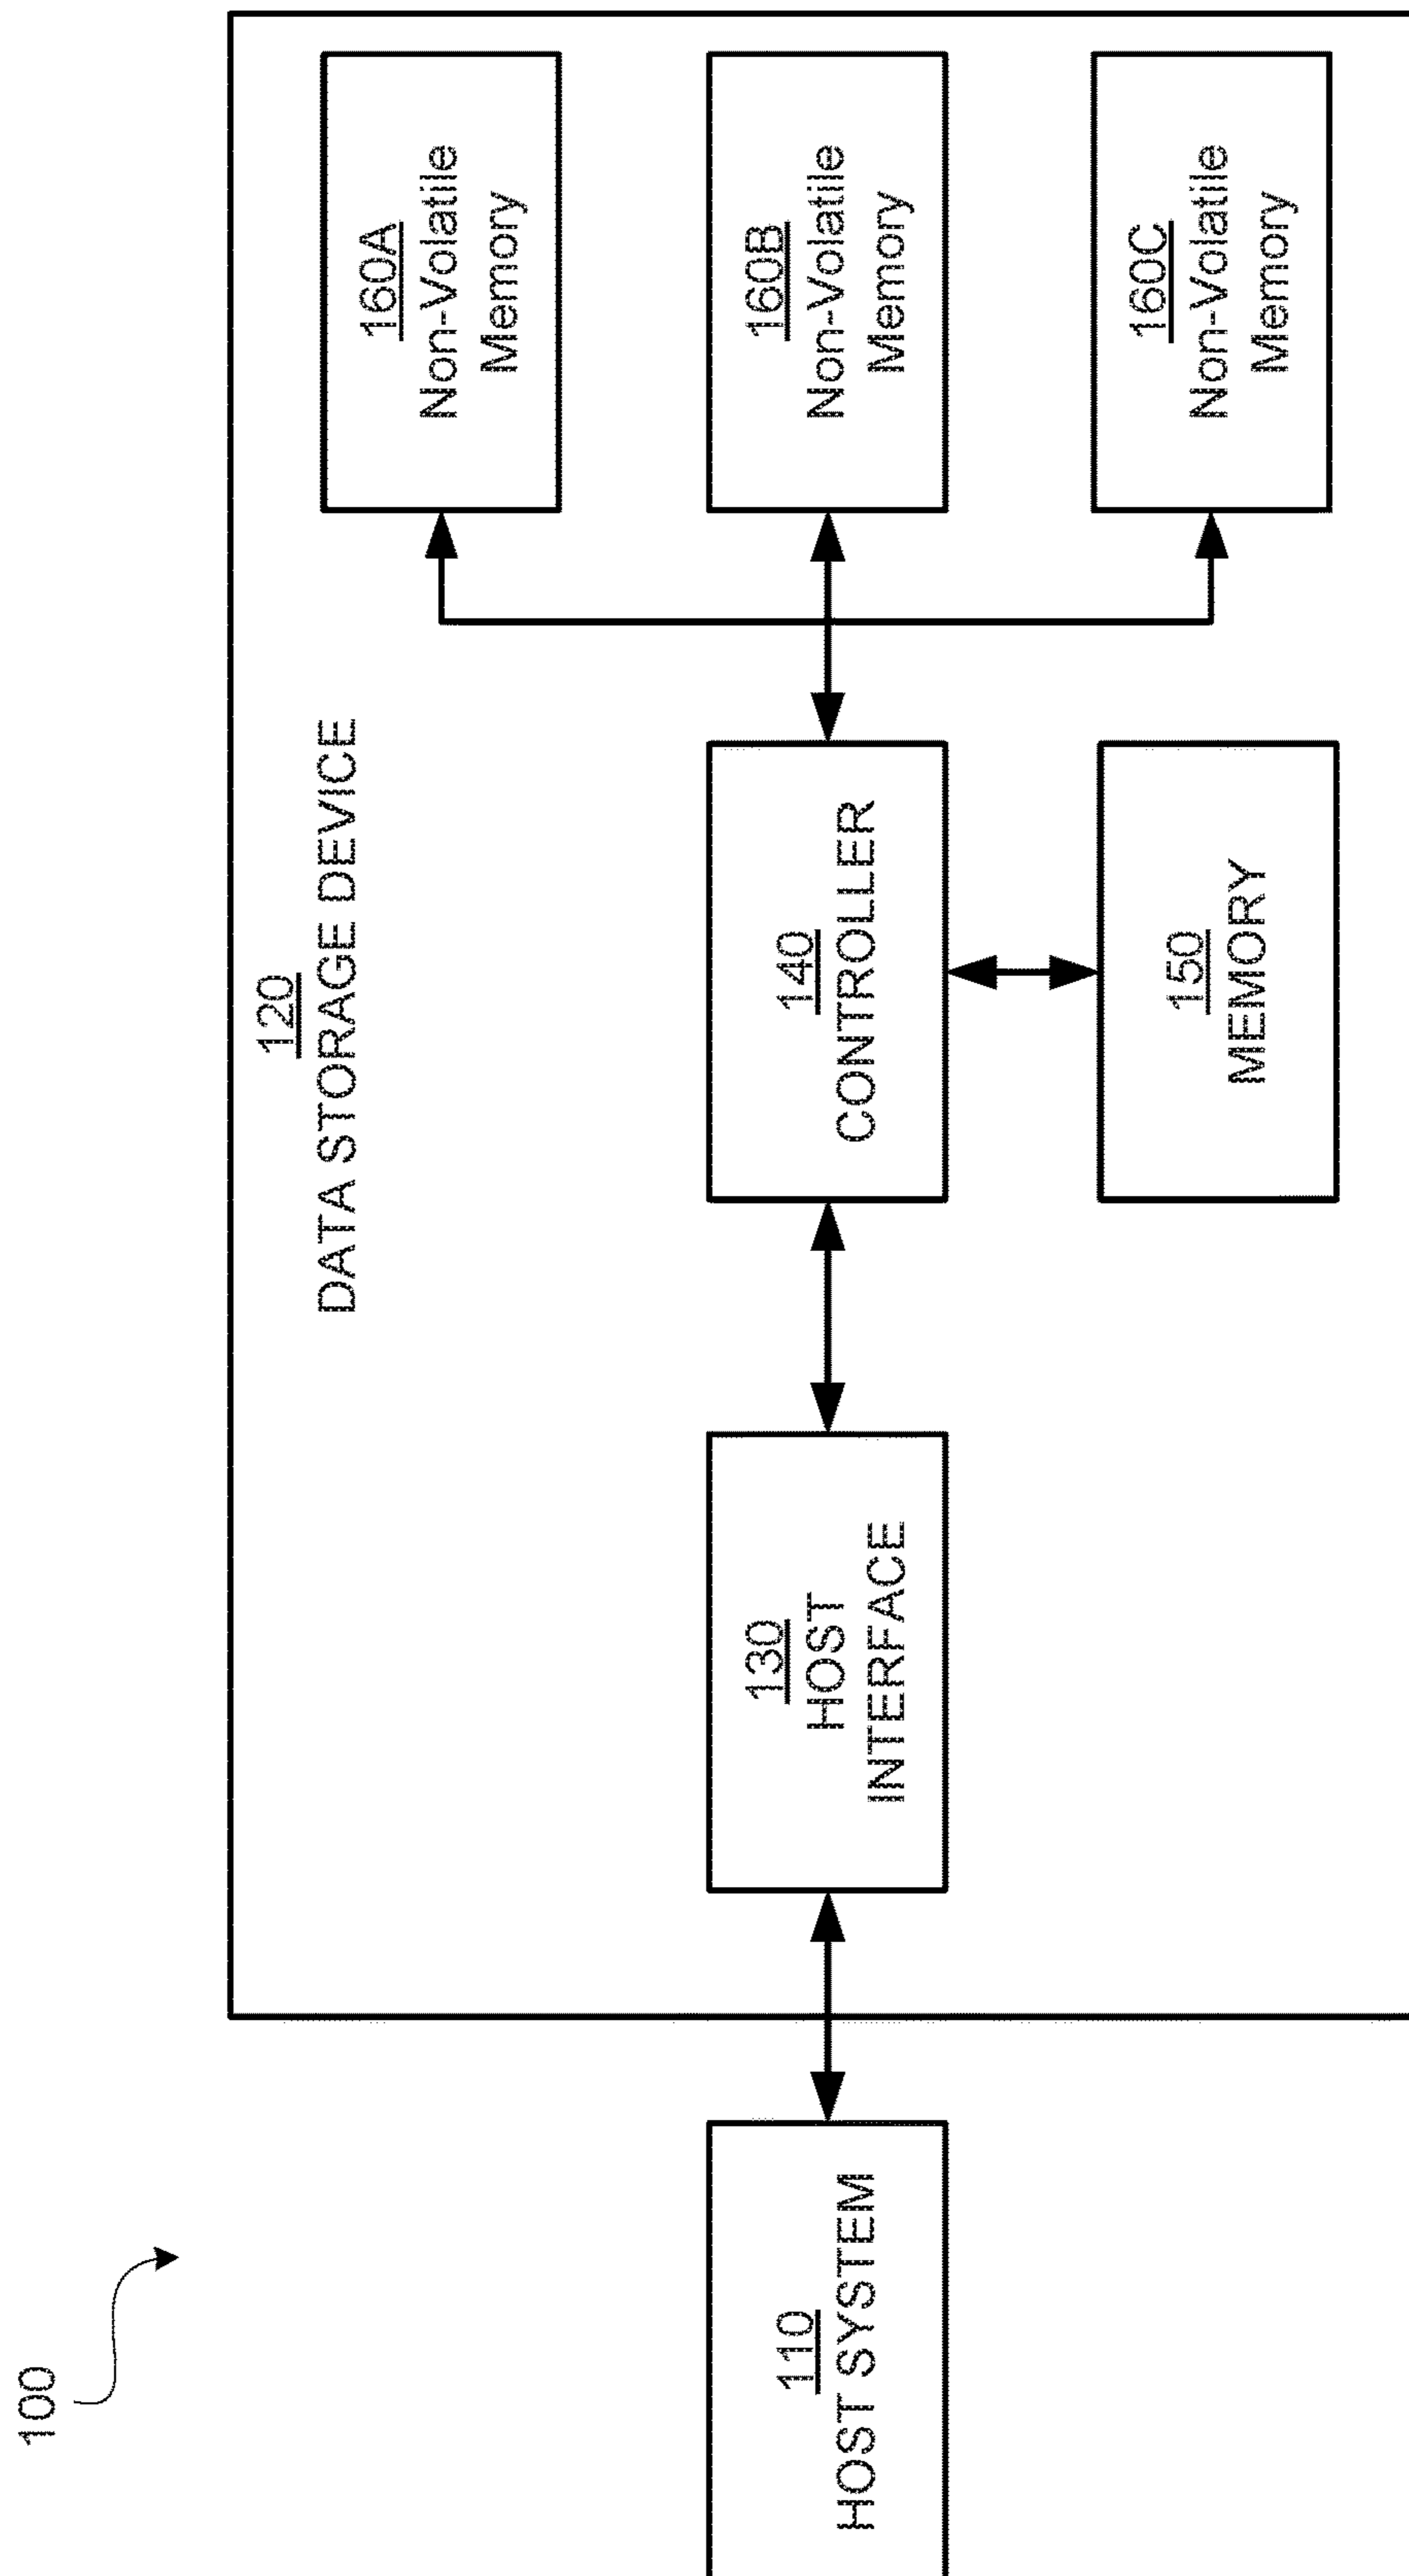 100
120
DATA STORAGE DEVICE
110
HOST SYSTEM
130
HOST
INTERFACE
140
CONTROLLER
150
MEMORY
160A
Non-Volatile
Memory
160B
Non-Volatile
Memory
160C
Non-Volatile
Memory